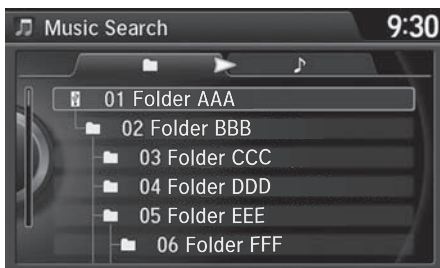 Music Search
9:30
01 Folder AAA
02 Folder BBB
03 Folder CCC
04 Folder DDD
05 Folder EEE
06 Folder FFF